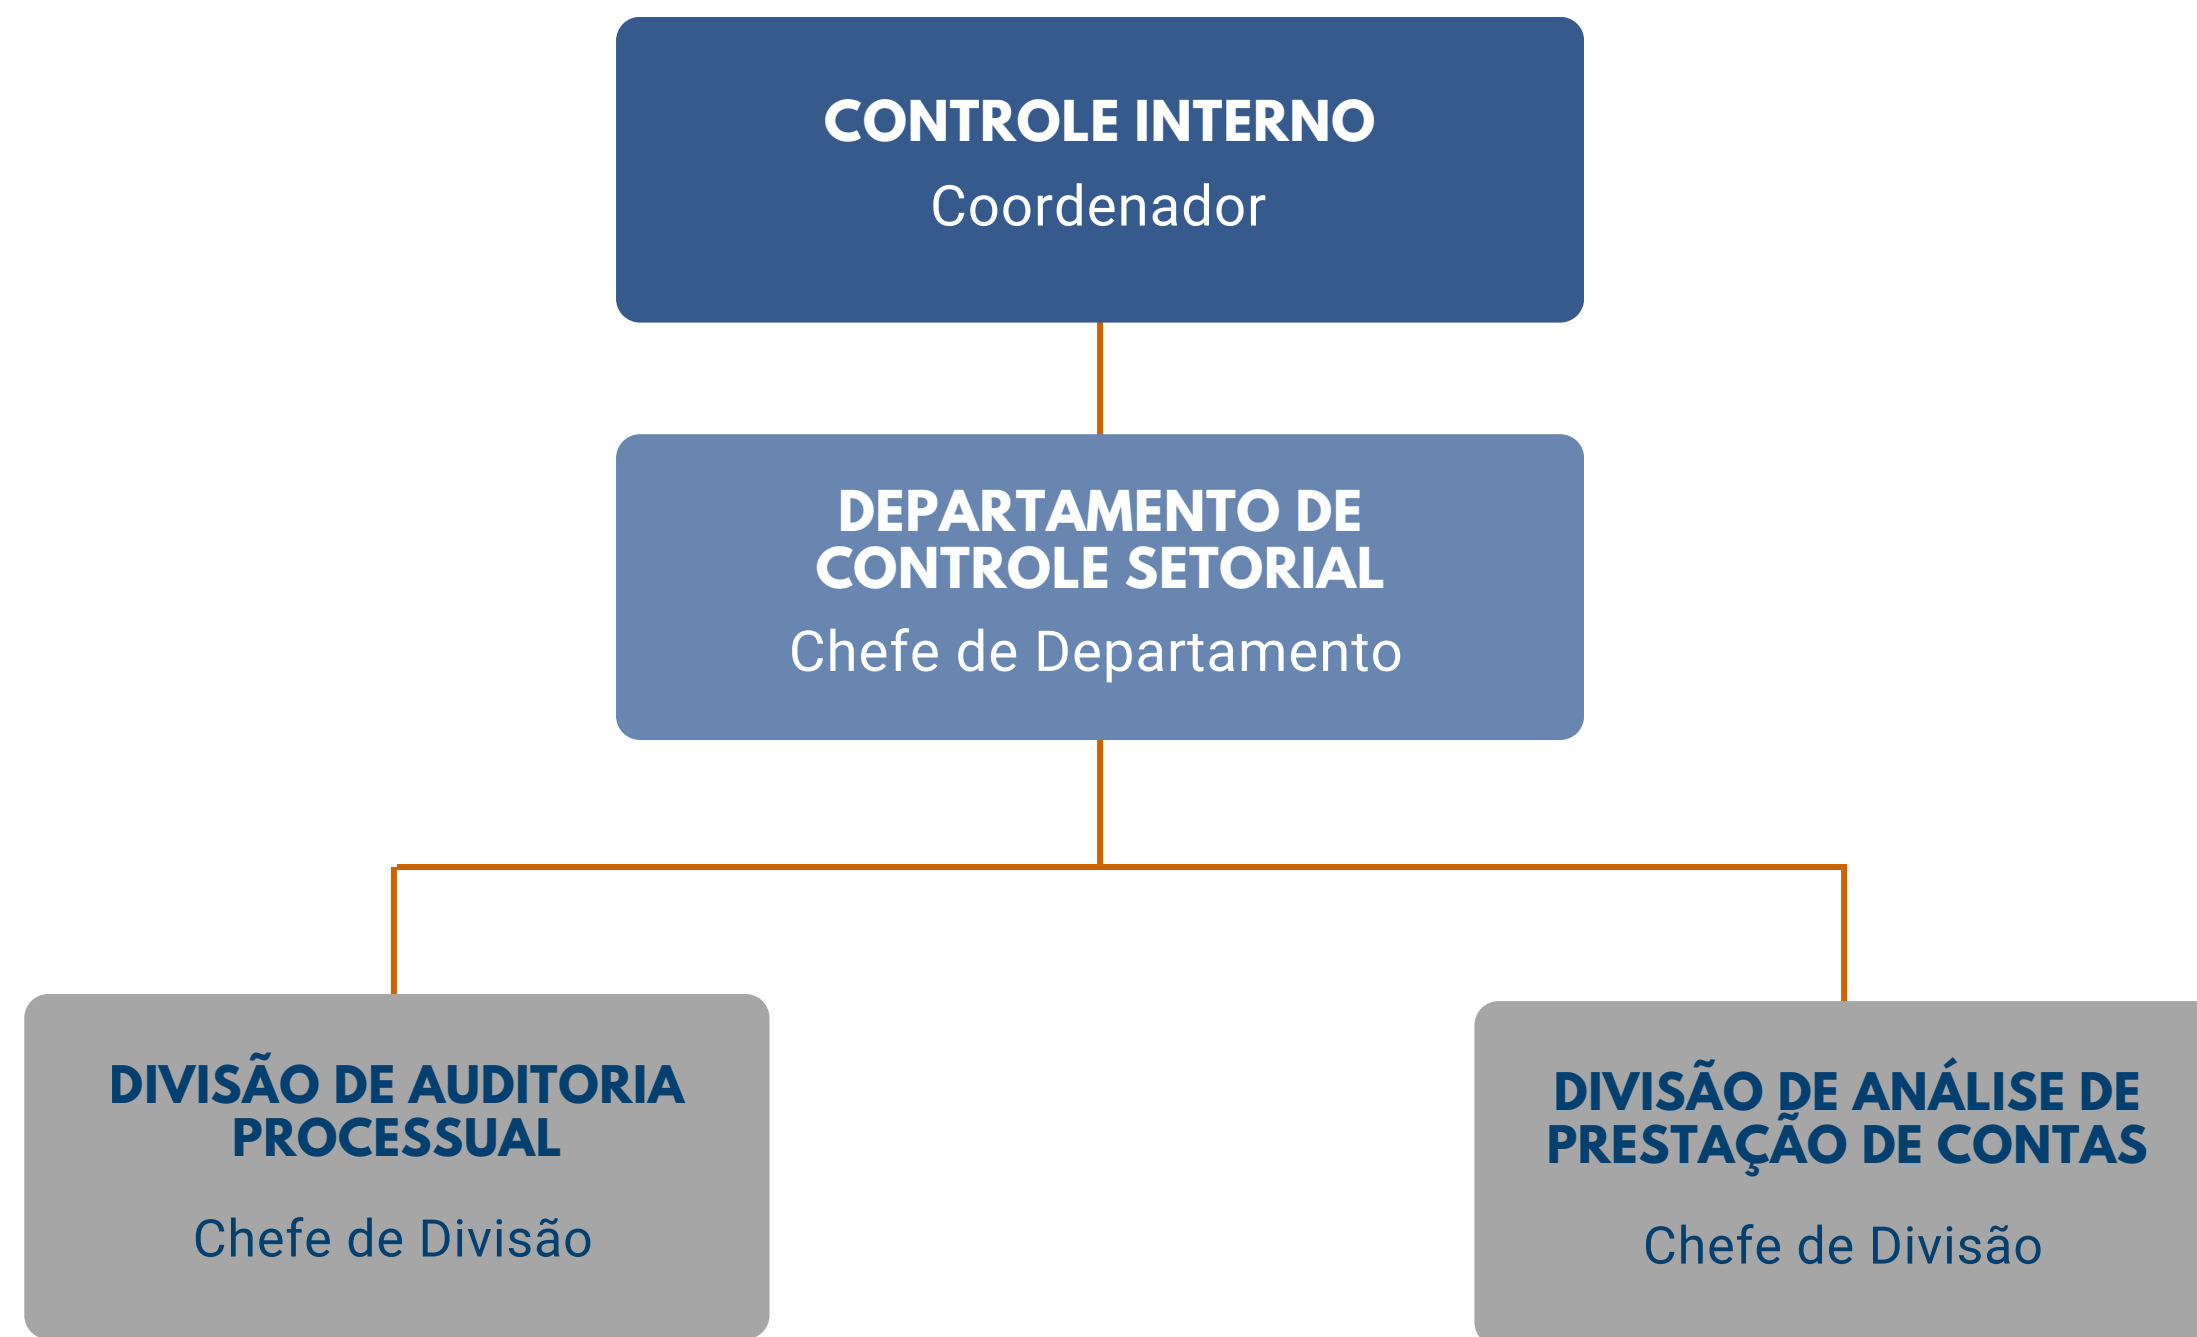 CONTROLE INTERNO
Coordenador
DEPARTAMENTO DE
CONTROLE SETORIAL
Chefe de Departamento
DIVISÃO DE AUDITORIA
PROCESSUAL
Chefe de Divisão
DIVISÃO DE ANÁLISE DE
PRESTAÇÃO DE CONTAS
Chefe de Divisão